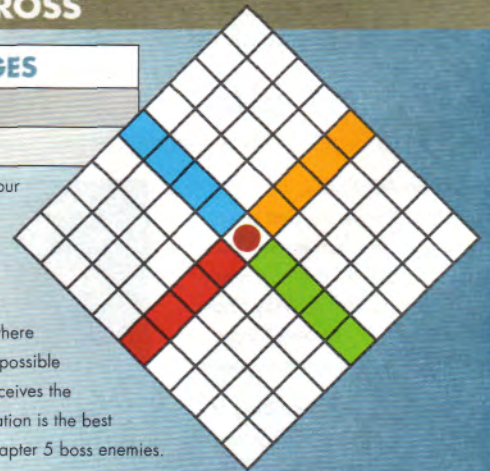 ROSS
GES
our
here
possible
ceives the
ation is the best
apter 5 boss enemies.